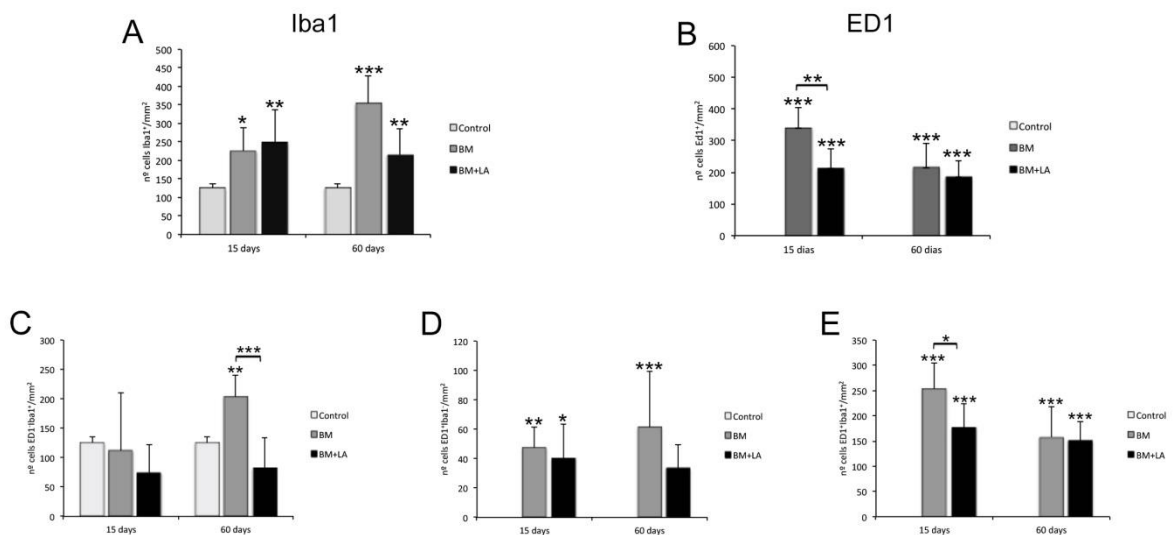 Iba1
A
nº cells Iba1⁺/mm²
500
450
400
350
300
250
200
150
100
50
0
*
**
***
**
15 days
60 days
Control
BM
BM+LA
ED1
B
nº cells Ed1⁺/mm²
600
500
400
300
200
100
0
**
***
***
***
***
15 dias
60 dias
Control
BM
BM+LA
C
nº cells ED1⁻Iba1⁺/mm²
300
250
200
150
100
50
0
***
**
15 days
60 days
Control
BM
BM+LA
D
nº cells ED1⁺Iba1⁻/mm²
120
100
80
60
40
20
0
**
*
***
15 days
60 days
Control
BM
BM+LA
E
nº cells ED1⁺Iba1⁺/mm²
350
300
250
200
150
100
50
0
*
***
***
***
***
15 days
60 days
Control
BM
BM+LA